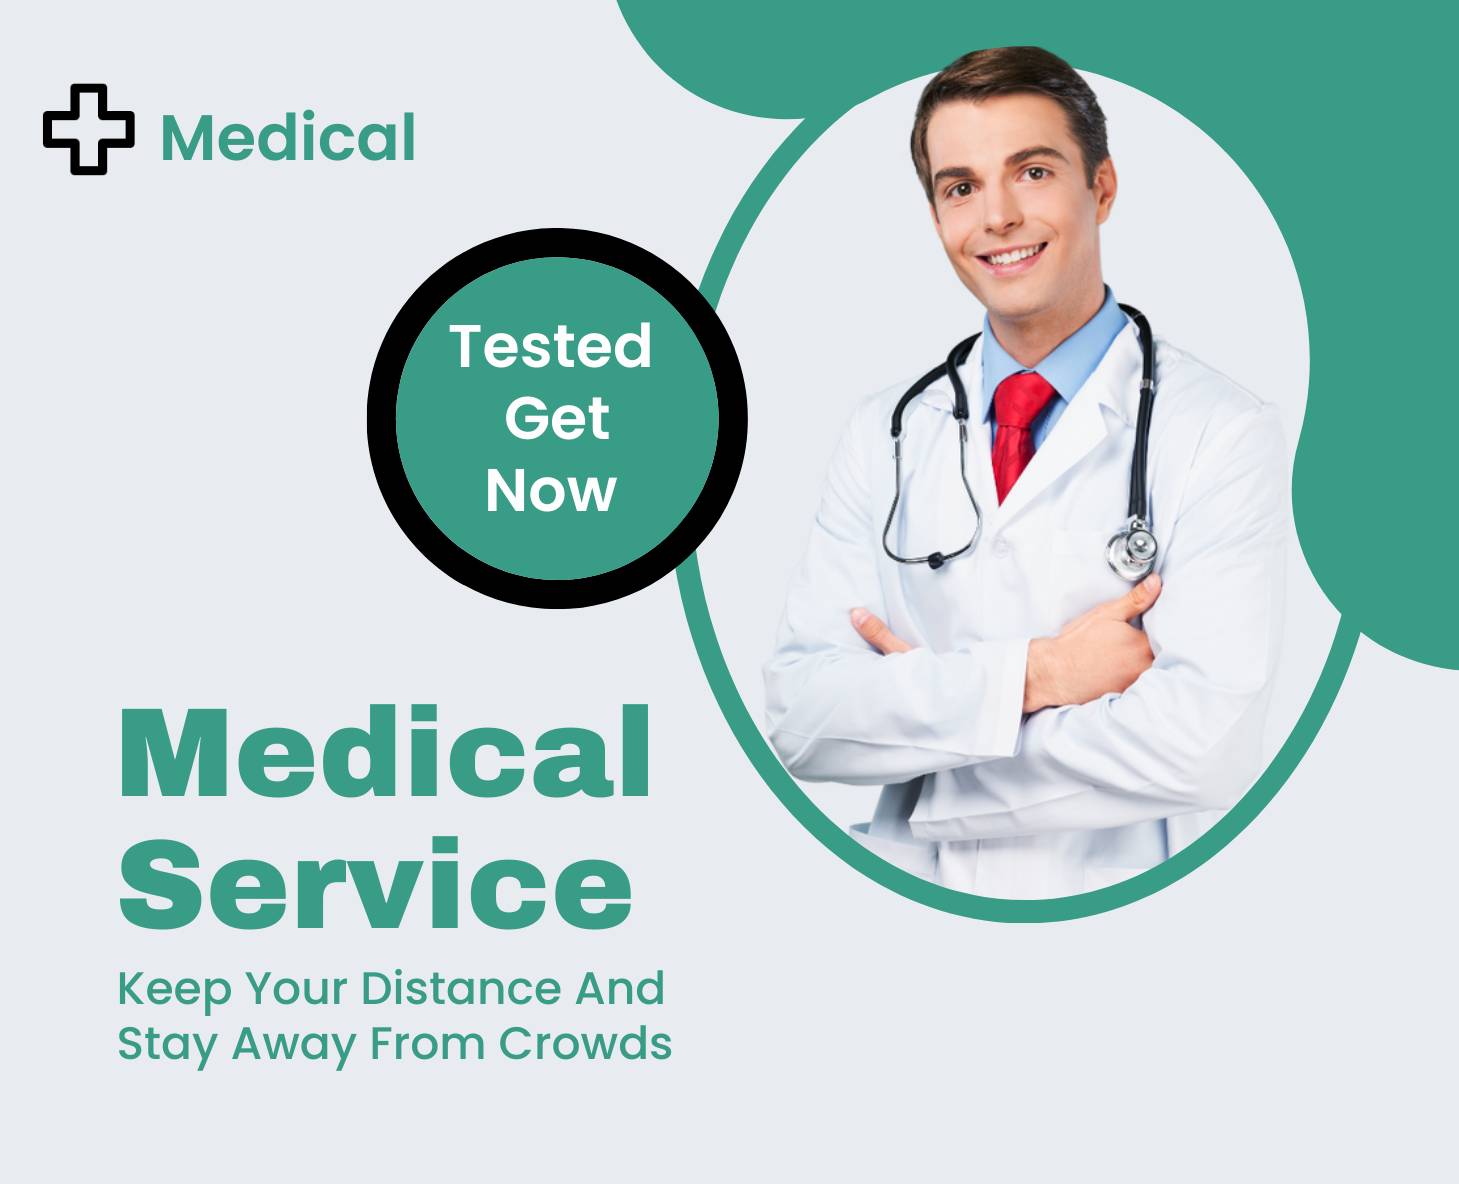 Medical
Tested
Get
Now
Medical
Service
Keep Your Distance And
Stay Away From Crowds